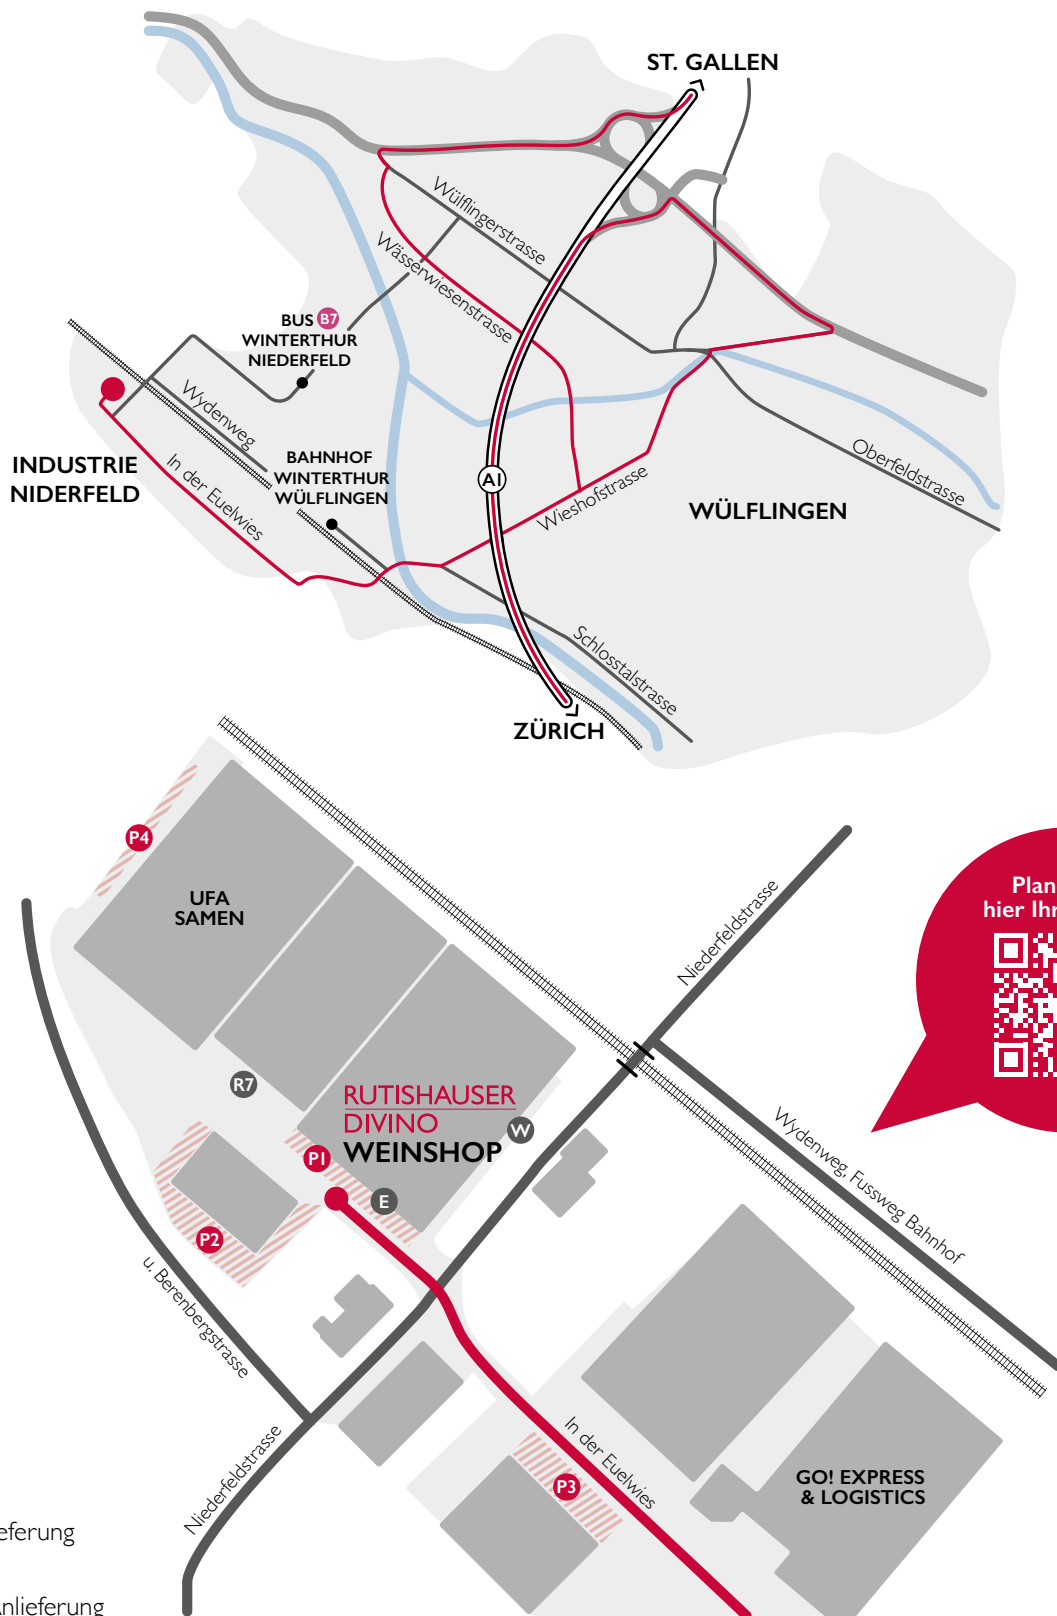 ST. GALLEN
Wülflingerstrasse
Wässerwiesenstrasse
BUS B7
WINTERTHUR
NIEDERFELD
Wydenweg
BAHNHOF
WINTERTHUR
WÜLFLINGEN
INDUSTRIE
NIDERFELD
In der Euelwies
A1
Wieshofstrasse
Oberfeldstrasse
WÜLFLINGEN
Schlosstalstrasse
ZÜRICH
P4
UFA
SAMEN
Niederfeldstrasse
Plan
hier Ihr
R7
RUTISHAUSER
DIVINO
WEINSHOP
W
P1
E
P2
Wydenweg, Fussweg Bahnhof
u. Berenbergstrasse
In der Euelwies
P3
GO! EXPRESS
& LOGISTICS
Niederfeldstrasse
eferung
nlieferung